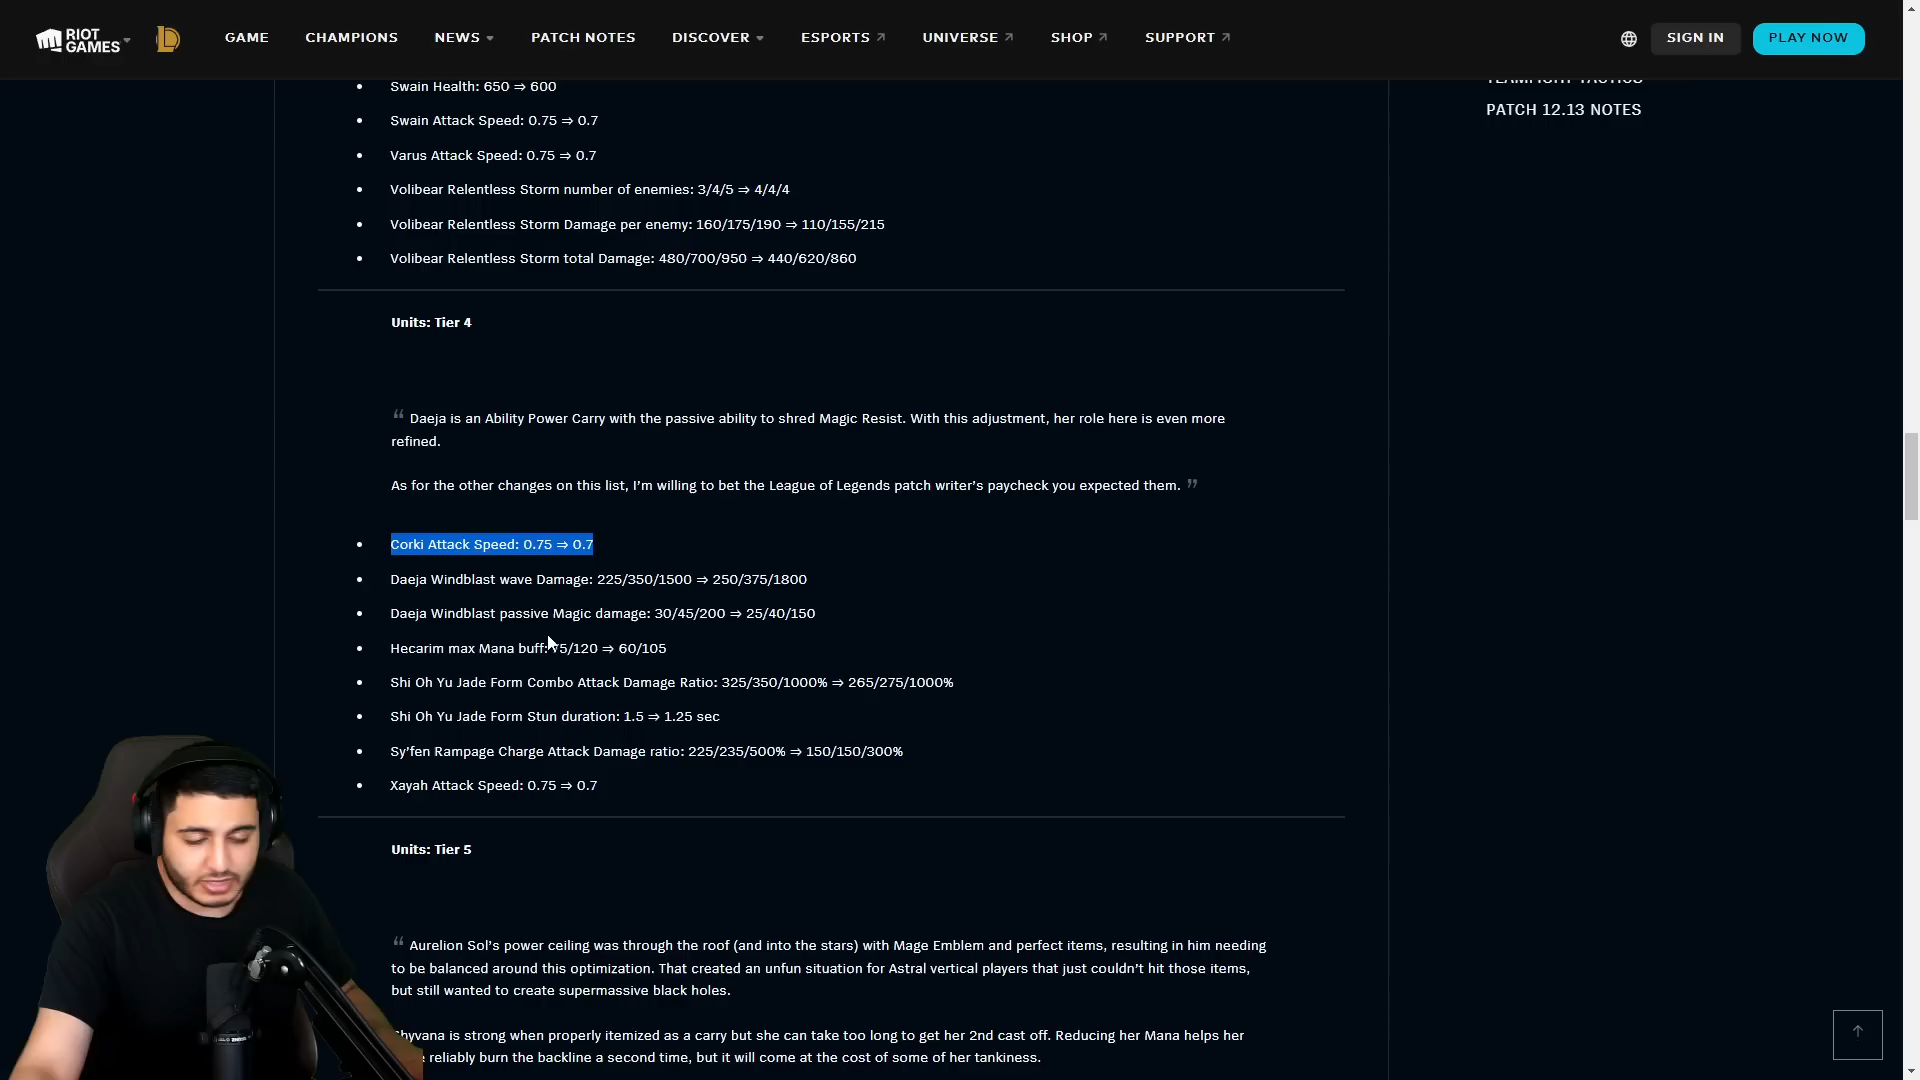 RIOT GAMES
GAME
CHAMPIONS
NEWS
PATCH NOTES
DISCOVER
ESPORTS
UNIVERSE
SHOP
SUPPORT
SIGN IN
PLAY NOW
TEAMFIGHT TACTICS
PATCH 12.13 NOTES
• Swain Health: 650 ⇒ 600
• Swain Attack Speed: 0.75 ⇒ 0.7
• Varus Attack Speed: 0.75 ⇒ 0.7
• Volibear Relentless Storm number of enemies: 3/4/5 ⇒ 4/4/4
• Volibear Relentless Storm Damage per enemy: 160/175/190 ⇒ 110/155/215
• Volibear Relentless Storm total Damage: 480/700/950 ⇒ 440/620/860
Units: Tier 4
“ Daeja is an Ability Power Carry with the passive ability to shred Magic Resist. With this adjustment, her role here is even more
refined.
As for the other changes on this list, I’m willing to bet the League of Legends patch writer’s paycheck you expected them. ”
• Corki Attack Speed: 0.75 ⇒ 0.7
• Daeja Windblast wave Damage: 225/350/1500 ⇒ 250/375/1800
• Daeja Windblast passive Magic damage: 30/45/200 ⇒ 25/40/150
• Hecarim max Mana buff: 75/120 ⇒ 60/105
• Shi Oh Yu Jade Form Combo Attack Damage Ratio: 325/350/1000% ⇒ 265/275/1000%
• Shi Oh Yu Jade Form Stun duration: 1.5 ⇒ 1.25 sec
• Sy’fen Rampage Charge Attack Damage ratio: 225/235/500% ⇒ 150/150/300%
• Xayah Attack Speed: 0.75 ⇒ 0.7
Units: Tier 5
“ Aurelion Sol’s power ceiling was through the roof (and into the stars) with Mage Emblem and perfect items, resulting in him needing
to be balanced around this optimization. That created an unfun situation for Astral vertical players that just couldn’t hit those items,
but still wanted to create supermassive black holes.
Shyvana is strong when properly itemized as a carry but she can take too long to get her 2nd cast off. Reducing her Mana helps her
reliably burn the backline a second time, but it will come at the cost of some of her tankiness.